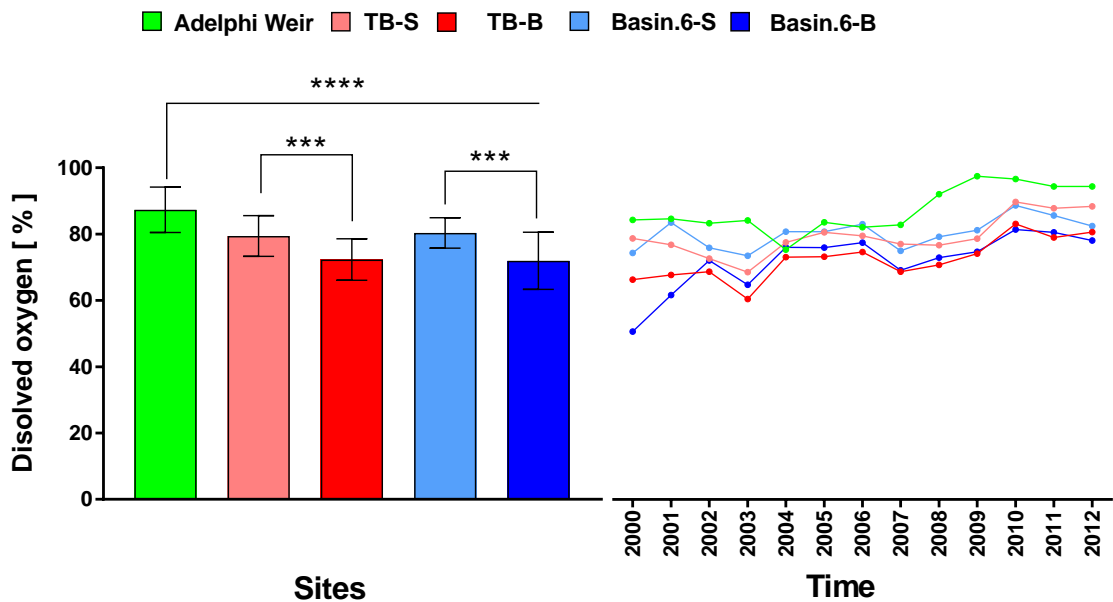 Adelphi Weir TB-S TB-B Basin.6-S Basin.6-B
****
*** ***
Disolved oxygen [ % ]
100
80
60
40
20
0
2000 2001 2002 2003 2004 2005 2006 2007 2008 2009 2010 2011 2012
Sites Time